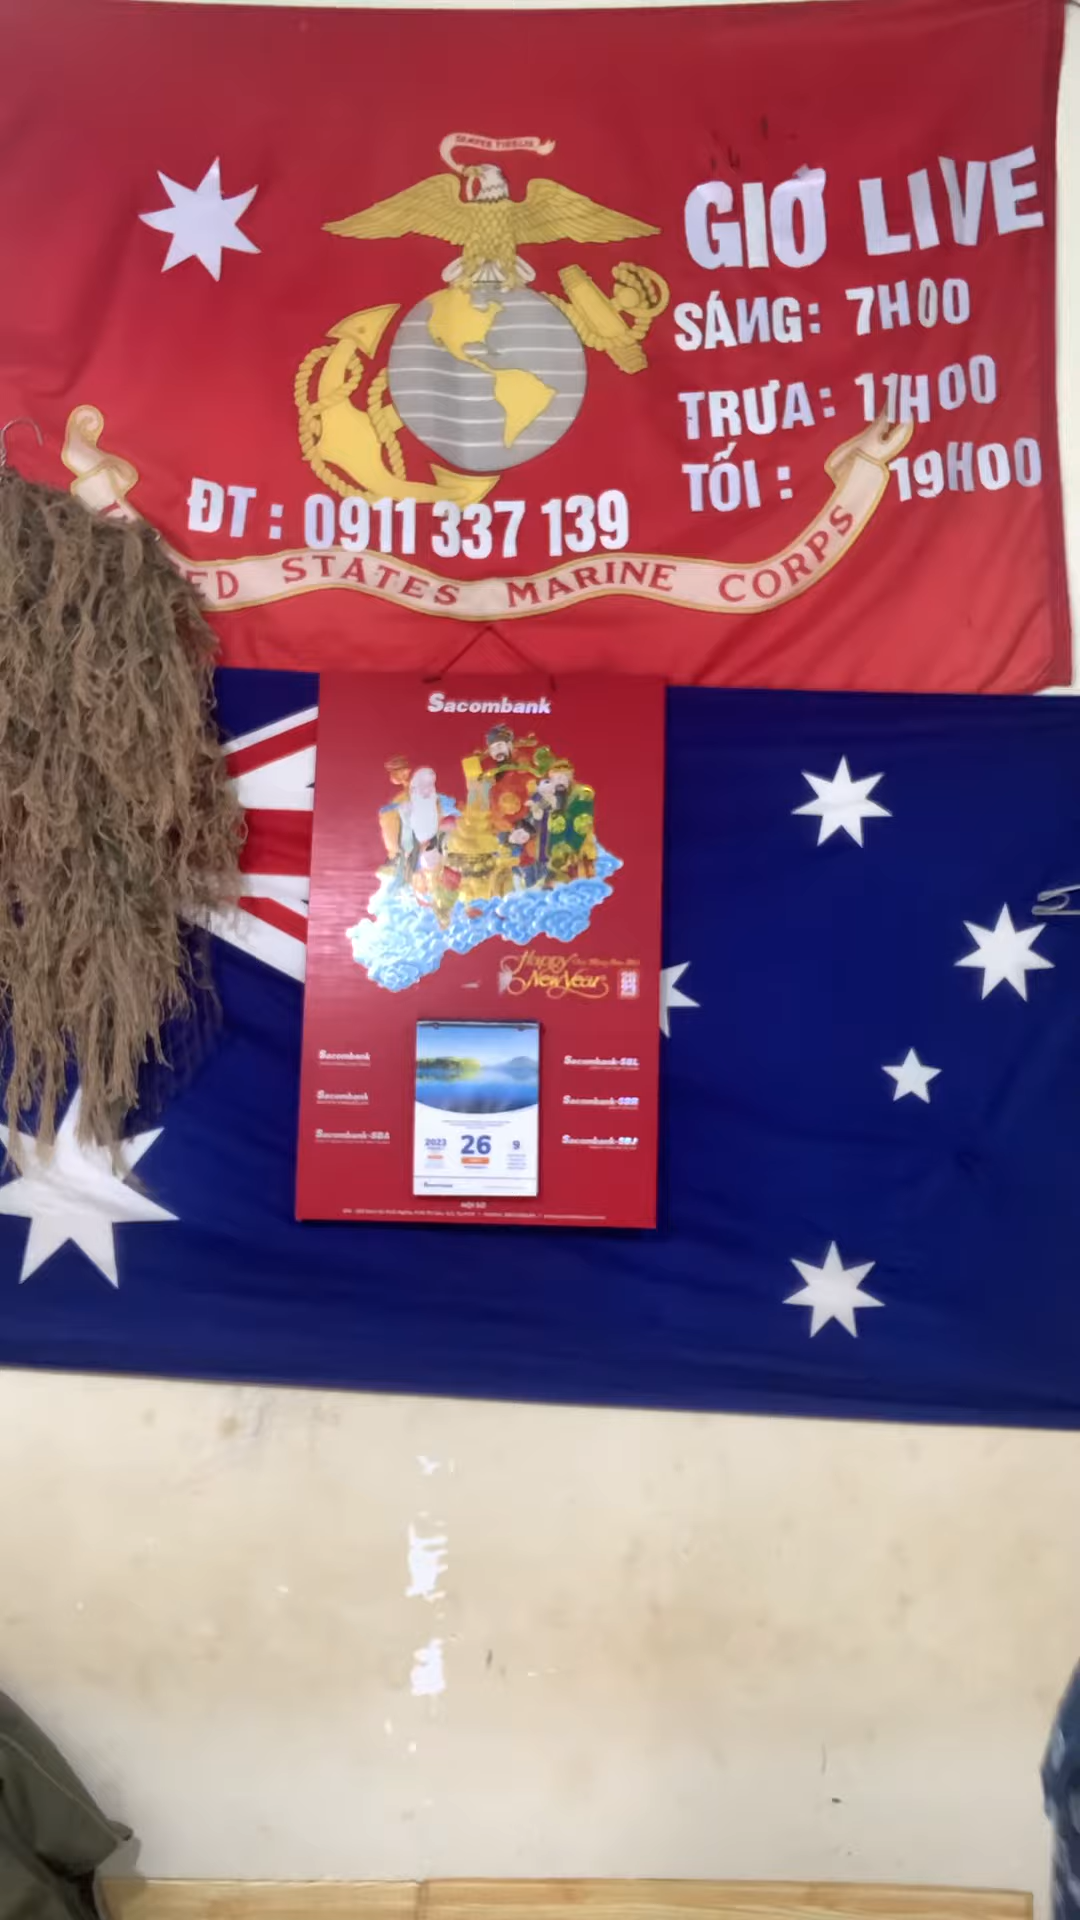 SEMPER FIDELIS
GIỜ LIVE
SÁNG: 7H00
TRƯA: 11H00
TỐI : 19H00
ĐT : 0911 337 139
ED STATES MARINE CORPS
Sacombank
Happy
New Year
Sacombank
Sacombank-SBL
Sacombank
Sacombank-SBR
Sacombank-SBA
Sacombank-SBJ
2023
26
9